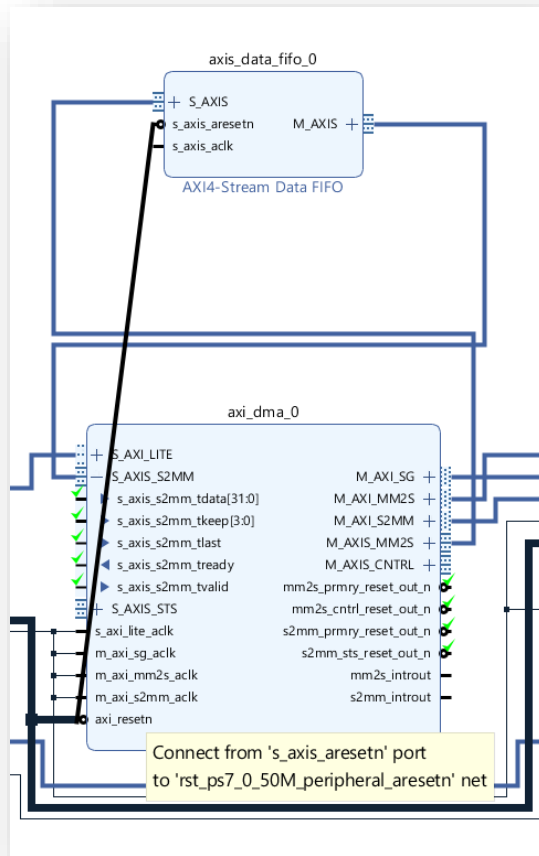 axis_data_fifo_0
S_AXIS
s_axis_aresetn
M_AXIS
s_axis_aclk
AXI4-Stream Data FIFO
axi_dma_0
S_AXI_LITE
S_AXIS_S2MM
M_AXI_SG
s_axis_s2mm_tdata[31:0]
M_AXI_MM2S
s_axis_s2mm_tkeep[3:0]
M_AXI_S2MM
s_axis_s2mm_tlast
M_AXIS_MM2S
s_axis_s2mm_tready
M_AXIS_CNTRL
s_axis_s2mm_tvalid
mm2s_prmry_reset_out_n
S_AXIS_STS
mm2s_cntrl_reset_out_n
s_axi_lite_aclk
s2mm_prmry_reset_out_n
m_axi_sg_aclk
s2mm_sts_reset_out_n
m_axi_mm2s_aclk
mm2s_introut
m_axi_s2mm_aclk
s2mm_introut
axi_resetn
Connect from 's_axis_aresetn' port
to 'rst_ps7_0_50M_peripheral_aresetn' net